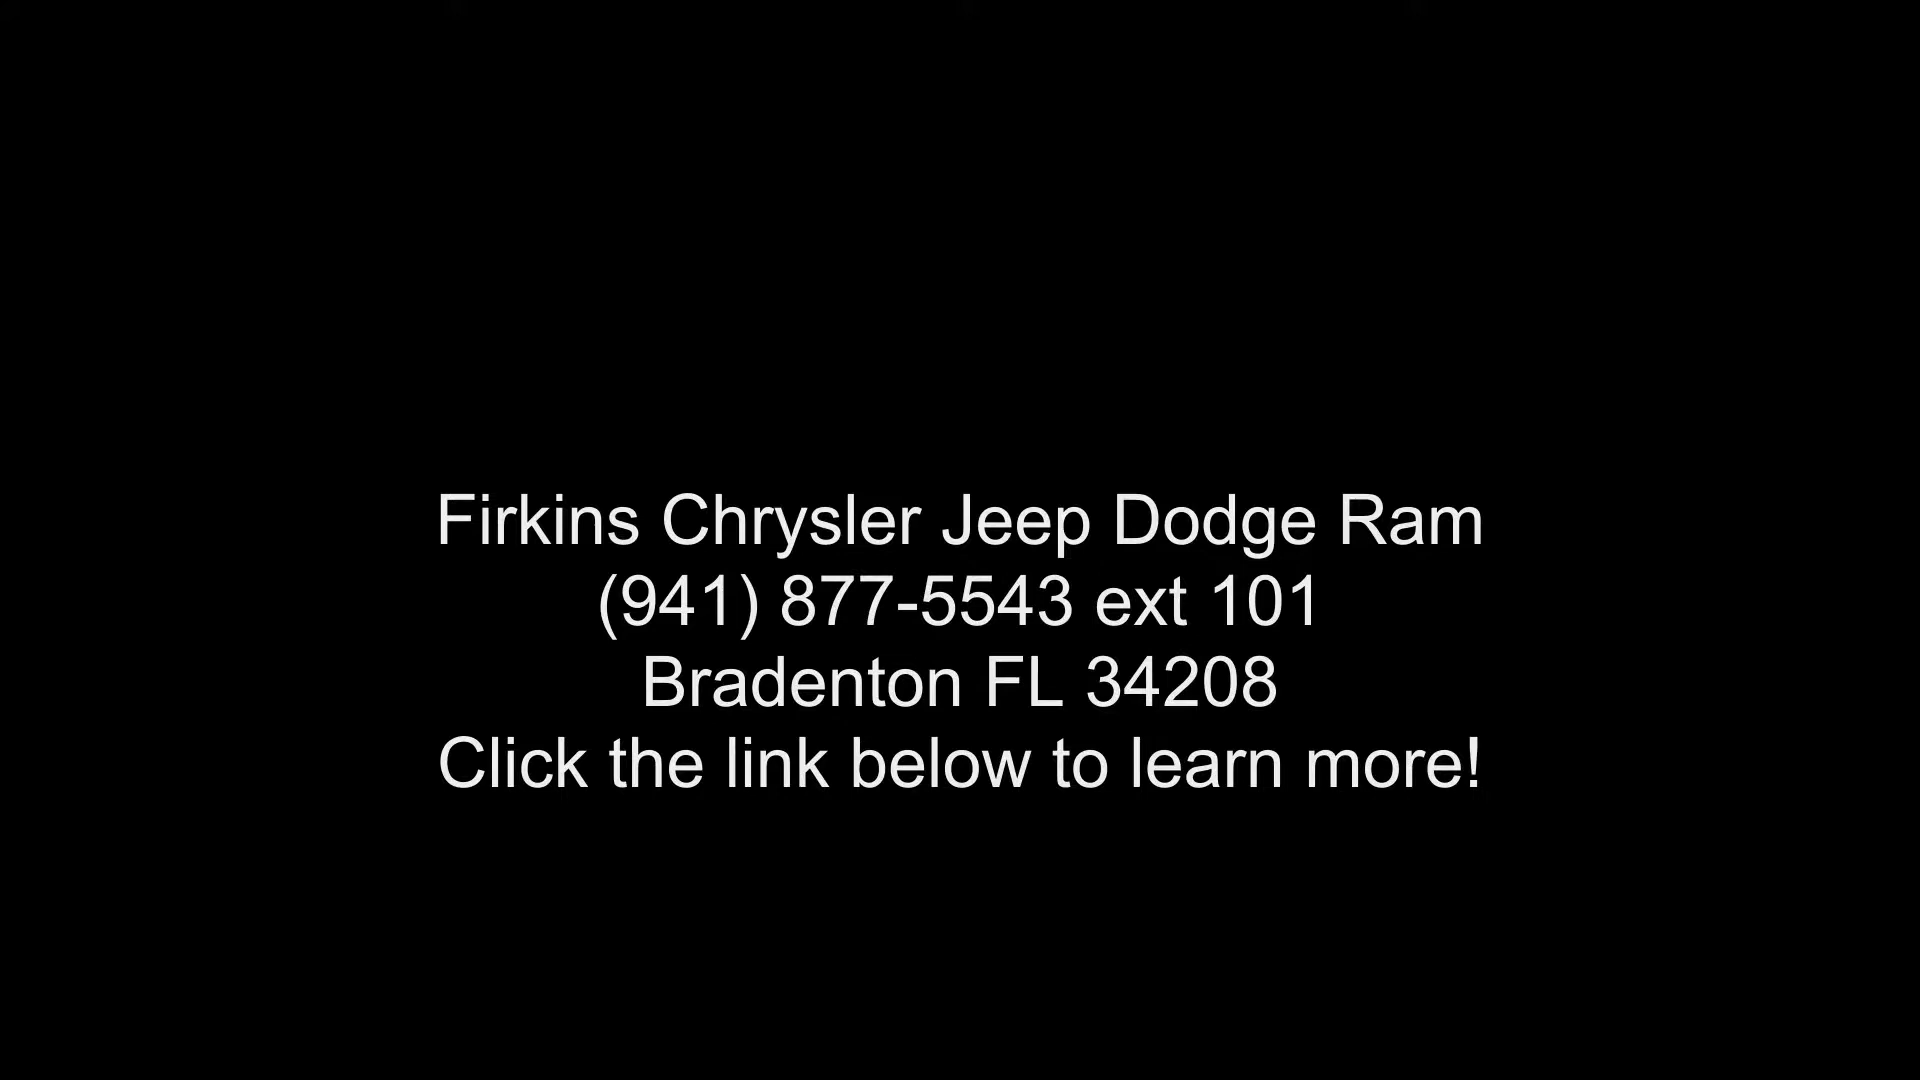 Firkins Chrysler Jeep Dodge Ram
(941) 877-5543 ext 101
Bradenton FL 34208
Click the link below to learn more!